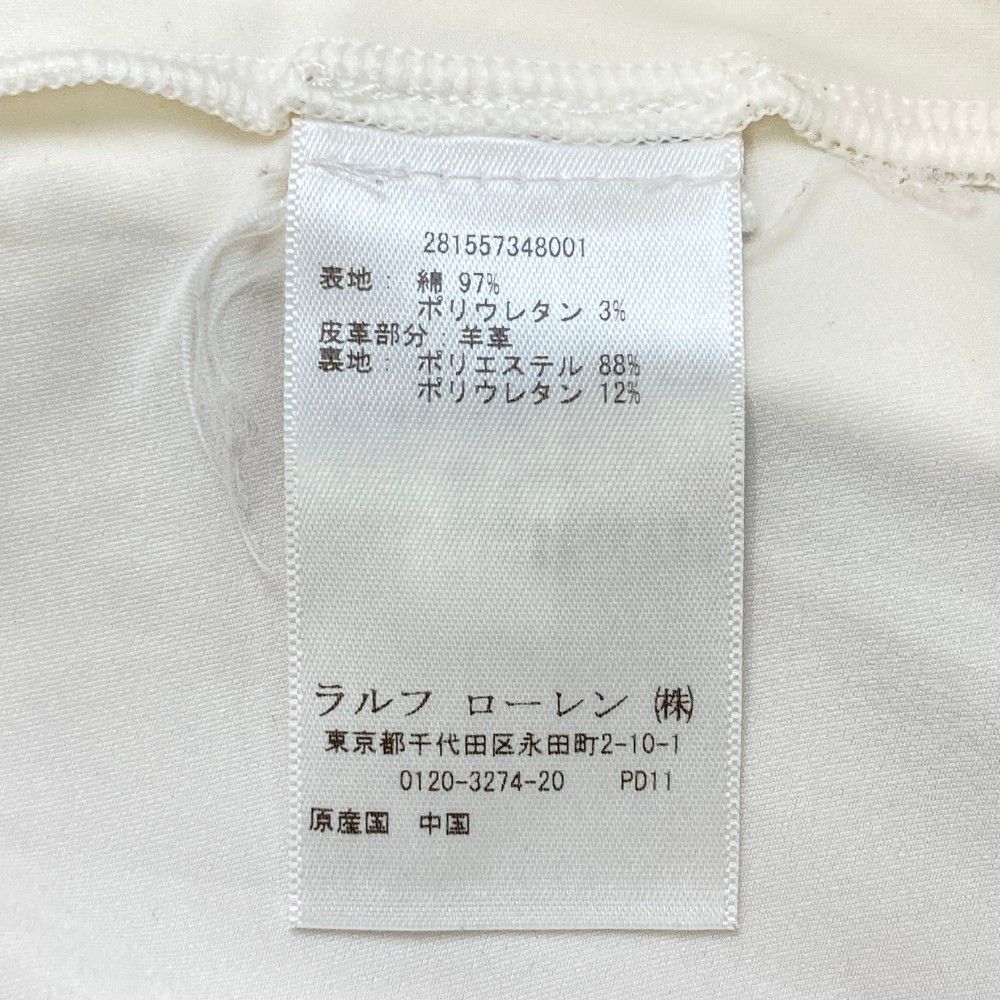 281557348001
表地： 綿 97%
ポリウレタン 3%
皮革部分：羊革
裏地： ポリエステル 88%
ポリウレタン 12%
ラルフ ローレン ㈱
東京都千代田区永田町2-10-1
0120-3274-20 PD11
原産国 中国